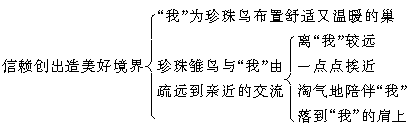 “我”为珍珠鸟布置舒适又温暖的巢
信赖创出造美好境界
珍珠雏鸟与“我”由
疏远到亲近的交流
离“我”较远
一点点挨近
淘气地陪伴“我”
落到“我”的肩上